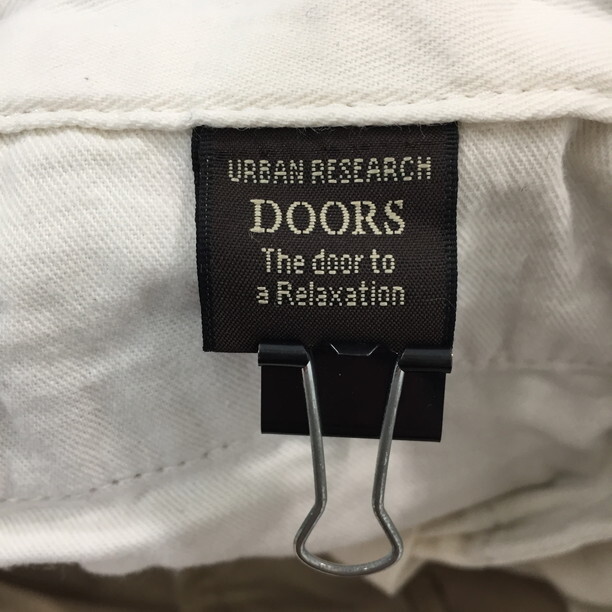 URBAN RESEARCH
DOORS
The door to
a Relaxation